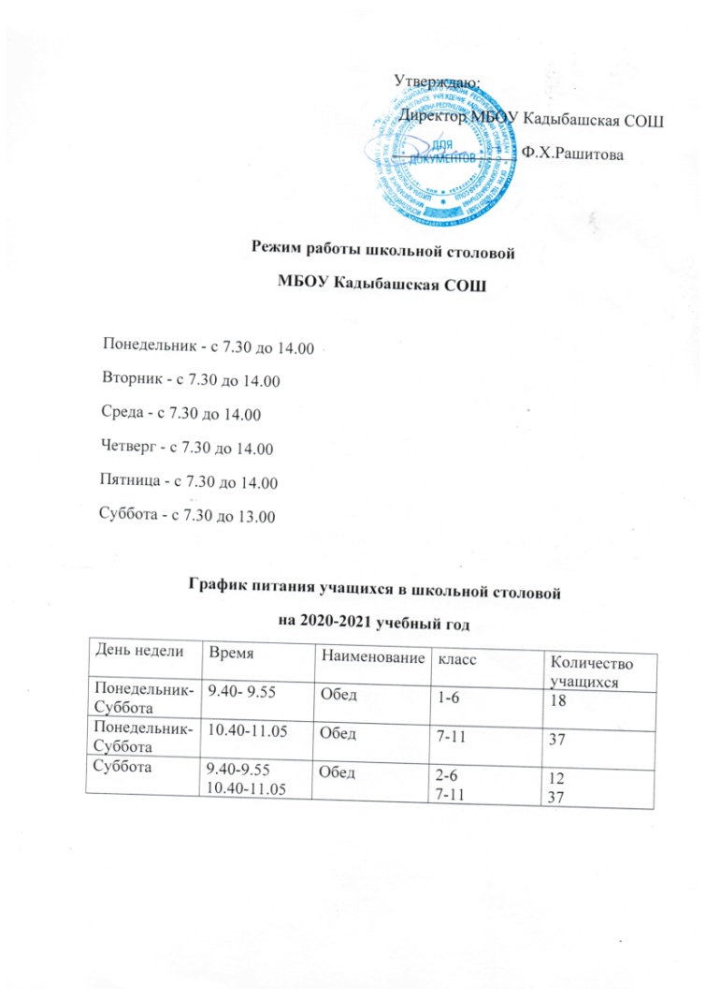 Утверждаю:
Директор МБОУ Кадыбашская СОШ
Ф.Х.Рашитова
ДЛЯ
ДОКУМЕНТОВ
Режим работы школьной столовой
МБОУ Кадыбашская СОШ
Понедельник - с 7.30 до 14.00
Вторник - с 7.30 до 14.00
Среда - с 7.30 до 14.00
Четверг - с 7.30 до 14.00
Пятница - с 7.30 до 14.00
Суббота - с 7.30 до 13.00
График питания учащихся в школьной столовой
на 2020-2021 учебный год
День недели Время Наименование класс Количество
учащихся
Понедельник- 9.40- 9.55 Обед 1-6 18
Суббота
Понедельник- 10.40-11.05 Обед 7-11 37
Суббота
Суббота 9.40-9.55 Обед 2-6 12
10.40-11.05 7-11 37